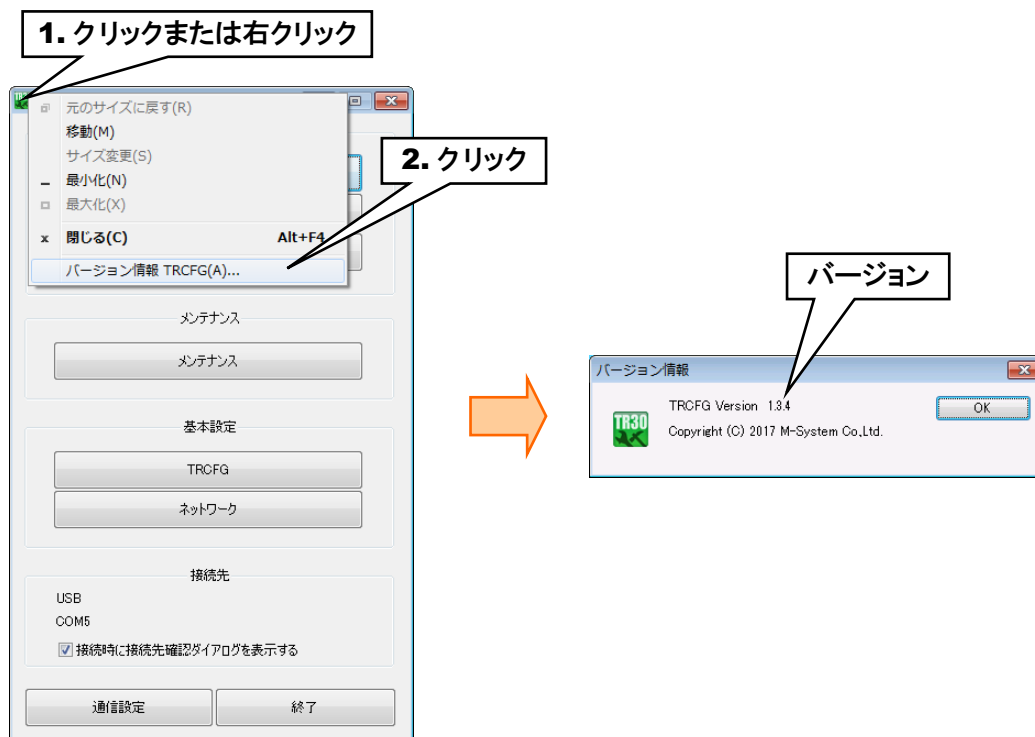 1. クリックまたは右クリック
元のサイズに戻す(R)
移動(M)
サイズ変更(S)
最小化(N)
最大化(X)
閉じる(C) Alt+F4
バージョン情報 TRCFG(A)...
2. クリック
メンテナンス
メンテナンス
基本設定
TRCFG
ネットワーク
接続先
USB
COM5
接続時に接続先確認ダイアログを表示する
通信設定 終了
バージョン
バージョン情報
TR30
TRCFG Version 1.3.4
Copyright (C) 2017 M-System Co.,Ltd.
OK